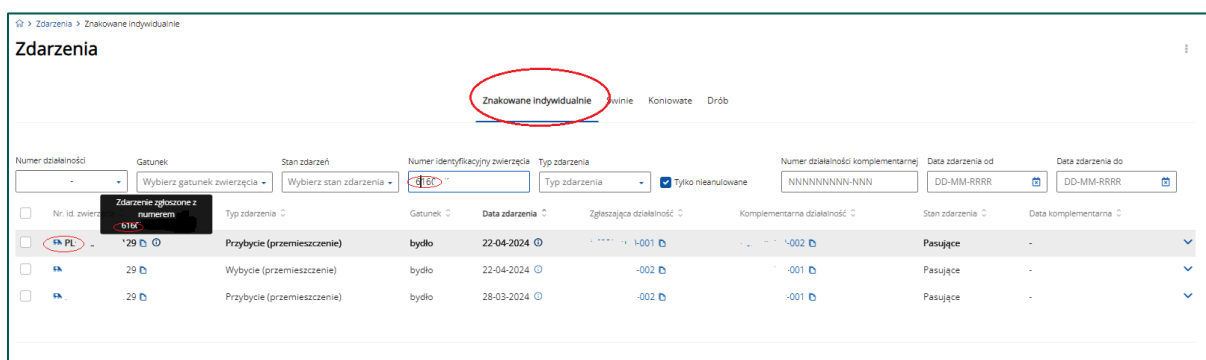 Zdarzenia > Znakowane indywidualnie
Zdarzenia
Znakowane indywidualnie Świnie Koniowate Drób
Numer działalności Gatunek Stan zdarzeń Numer identyfikacyjny zwierzęcia Typ zdarzenia Numer działalności komplementarnej Data zdarzenia od Data zdarzenia do
- Wybierz gatunek zwierzęcia Wybierz stan zdarzenia 616 Typ zdarzenia Tylko nieanulowane NNNNNNNNN-NNN DD-MM-RRRR DD-MM-RRRR
Zdarzenie zgłoszone z
numerem
616
Nr. id. Typ zdarzenia Gatunek Data zdarzenia Zgłaszająca działalność Komplementarna działalność Stan zdarzenia Data komplementarna
PL 29 Przybycie (przemieszczenie) bydło 22-04-2024 -001 -002 Pasujące -
29 Wybycie (przemieszczenie) bydło 22-04-2024 -002 -001 Pasujące -
29 Przybycie (przemieszczenie) bydło 28-03-2024 -002 -001 Pasujące -